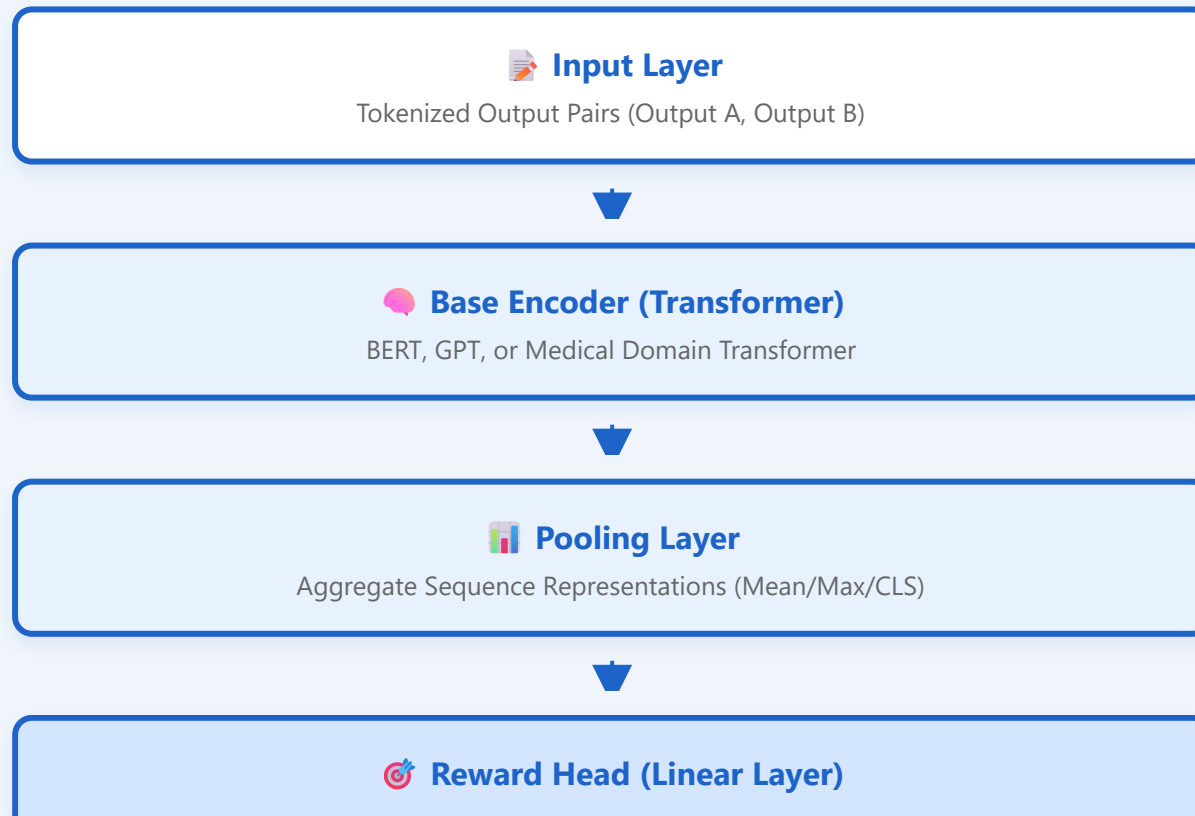 Input Layer
Tokenized Output Pairs (Output A, Output B)
Base Encoder (Transformer)
BERT, GPT, or Medical Domain Transformer
Pooling Layer
Aggregate Sequence Representations (Mean/Max/CLS)
Reward Head (Linear Layer)